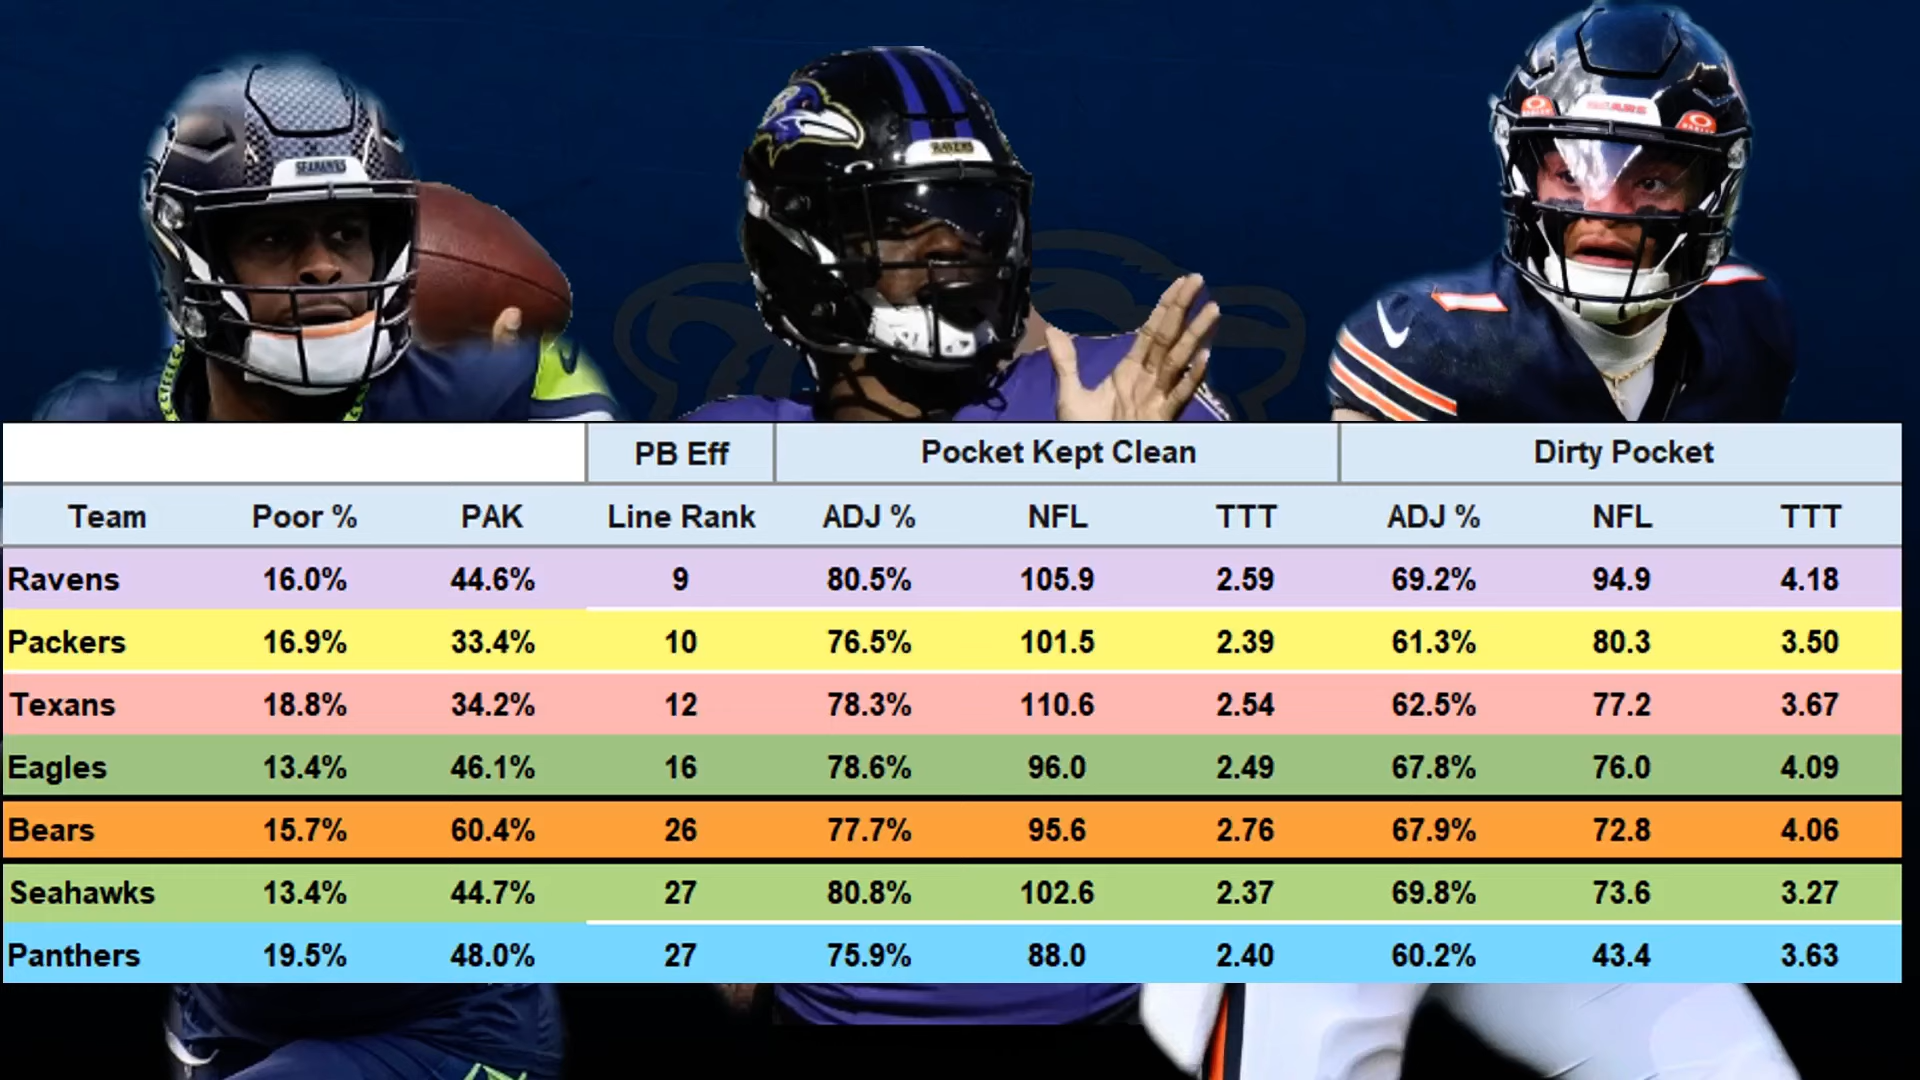 SEAHAWKS
RAVENS
BEARS
PB Eff Pocket Kept Clean Dirty Pocket
Team Poor % PAK Line Rank ADJ % NFL TTT ADJ % NFL TTT
Ravens 16.0% 44.6% 9 80.5% 105.9 2.59 69.2% 94.9 4.18
Packers 16.9% 33.4% 10 76.5% 101.5 2.39 61.3% 80.3 3.50
Texans 18.8% 34.2% 12 78.3% 110.6 2.54 62.5% 77.2 3.67
Eagles 13.4% 46.1% 16 78.6% 96.0 2.49 67.8% 76.0 4.09
Bears 15.7% 60.4% 26 77.7% 95.6 2.76 67.9% 72.8 4.06
Seahawks 13.4% 44.7% 27 80.8% 102.6 2.37 69.8% 73.6 3.27
Panthers 19.5% 48.0% 27 75.9% 88.0 2.40 60.2% 43.4 3.63